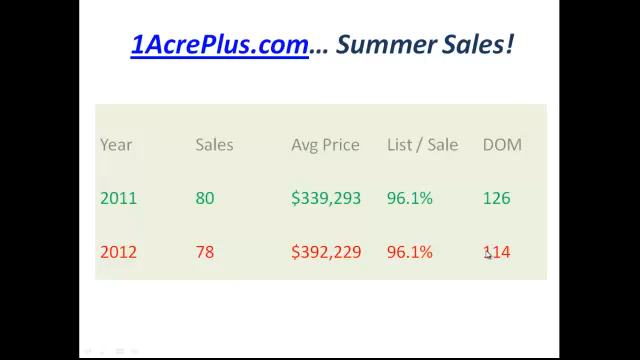 1AcrePlus.com... Summer Sales!
Year Sales Avg Price List / Sale DOM
2011 80 $339,293 96.1% 126
2012 78 $392,229 96.1% 114